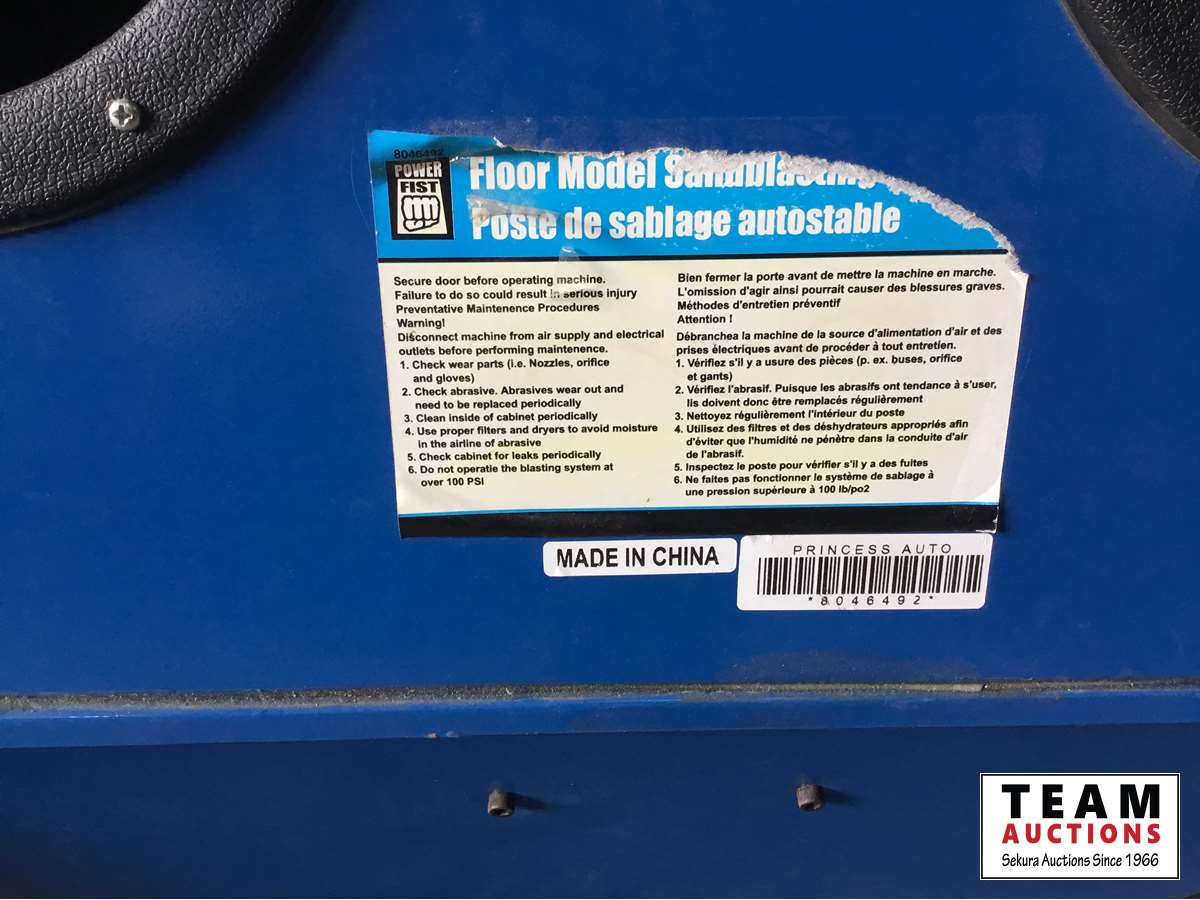 8046492
POWER
FIST
Floor Model Sandblasting
Poste de sablage autostable
Secure door before operating machine.
Failure to do so could result in serious injury
Preventative Maintenence Procedures
Warning!
Disconnect machine from air supply and electrical
outlets before performing maintenence.
1. Check wear parts (i.e. Nozzles, orifice
and gloves)
2. Check abrasive. Abrasives wear out and
need to be replaced periodically
3. Clean inside of cabinet periodically
4. Use proper filters and dryers to avoid moisture
in the airline of abrasive
5. Check cabinet for leaks periodically
6. Do not operatie the blasting system at
over 100 PSI
Bien fermer la porte avant de mettre la machine en marche.
L'omission d'agir ainsi pourrait causer des blessures graves.
Méthodes d'entretien préventif
Attention !
Débranchea la machine de la source d'alimentation d'air et des
prises électriques avant de procéder à tout entretien.
1. Vérifiez s'il y a usure des pièces (p. ex. buses, orifice
et gants)
2. Vérifiez l'abrasif. Puisque les abrasifs ont tendance à s'user,
lis doivent donc être remplacés régulièrement
3. Nettoyez régulièrement l'intérieur du poste
4. Utilisez des filtres et des déshydrateurs appropriés afin
d'éviter que l'humidité ne pénètre dans la conduite d'air
de l'abrasif.
5. Inspectez le poste pour vérifier s'il y a des fuites
6. Ne faites pas fonctionner le système de sablage à
une pression supérieure à 100 lb/po2
MADE IN CHINA
PRINCESS AUTO
*8046492*
TEAM
AUCTIONS
Sekura Auctions Since 1966